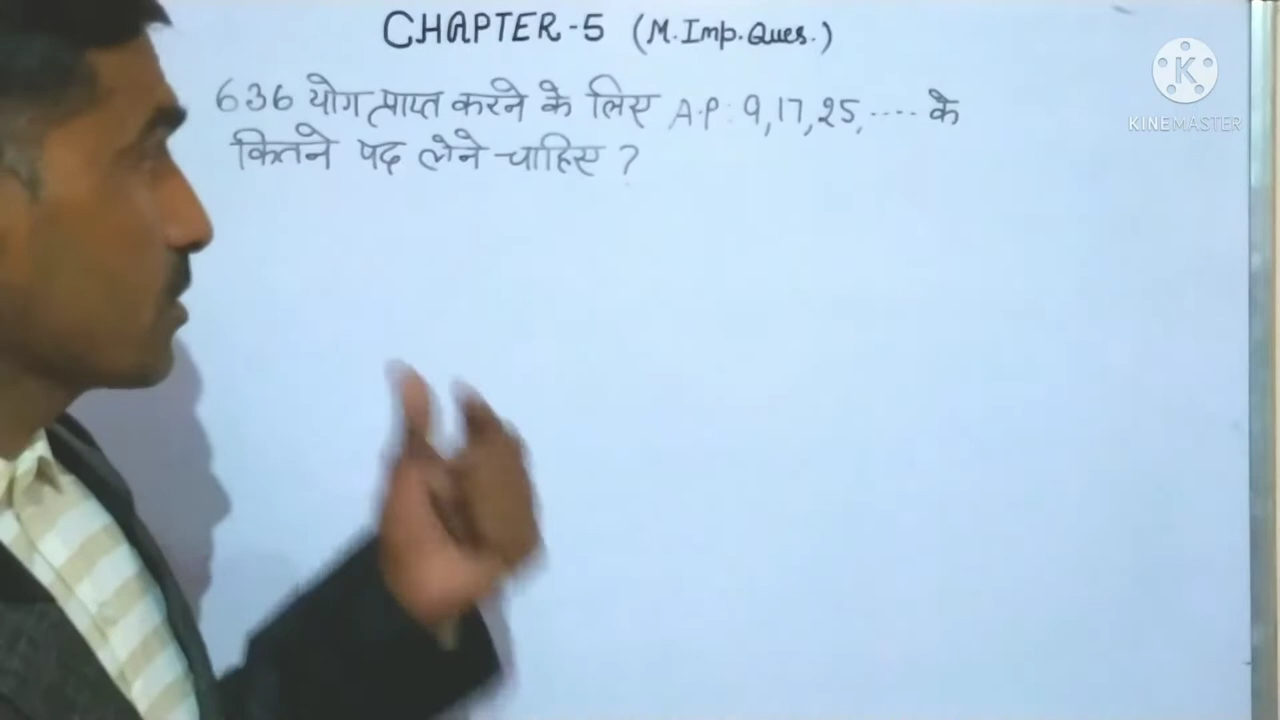 CHAPTER-5 (M.Imp.Ques.)
636 योग प्राप्त करने के लिए A.P: 9,17,25,.... के
कितने पद लेने चाहिए ?
KINEMASTER